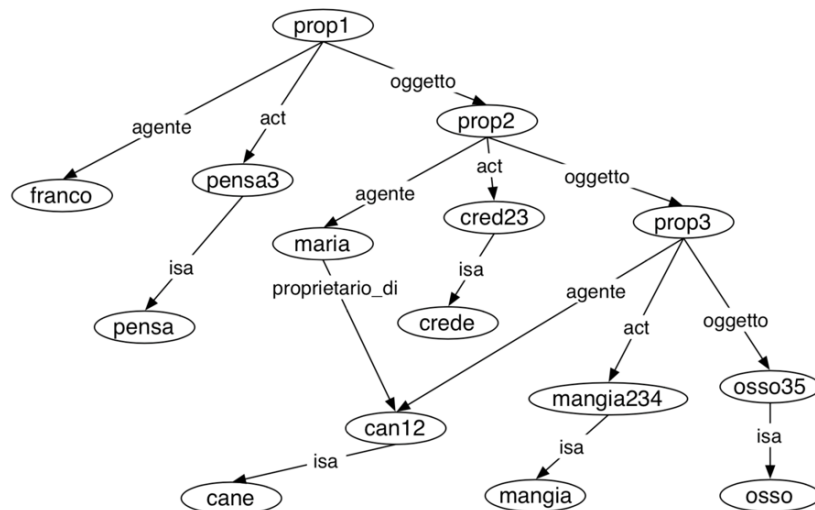 prop1
oggetto
agente
act
prop2
franco
pensa3
agente
act
oggetto
maria
cred23
prop3
isa
isa
proprietario_di
agente
pensa
crede
act
oggetto
mangia234
osso35
can12
isa
isa
isa
cane
mangia
osso